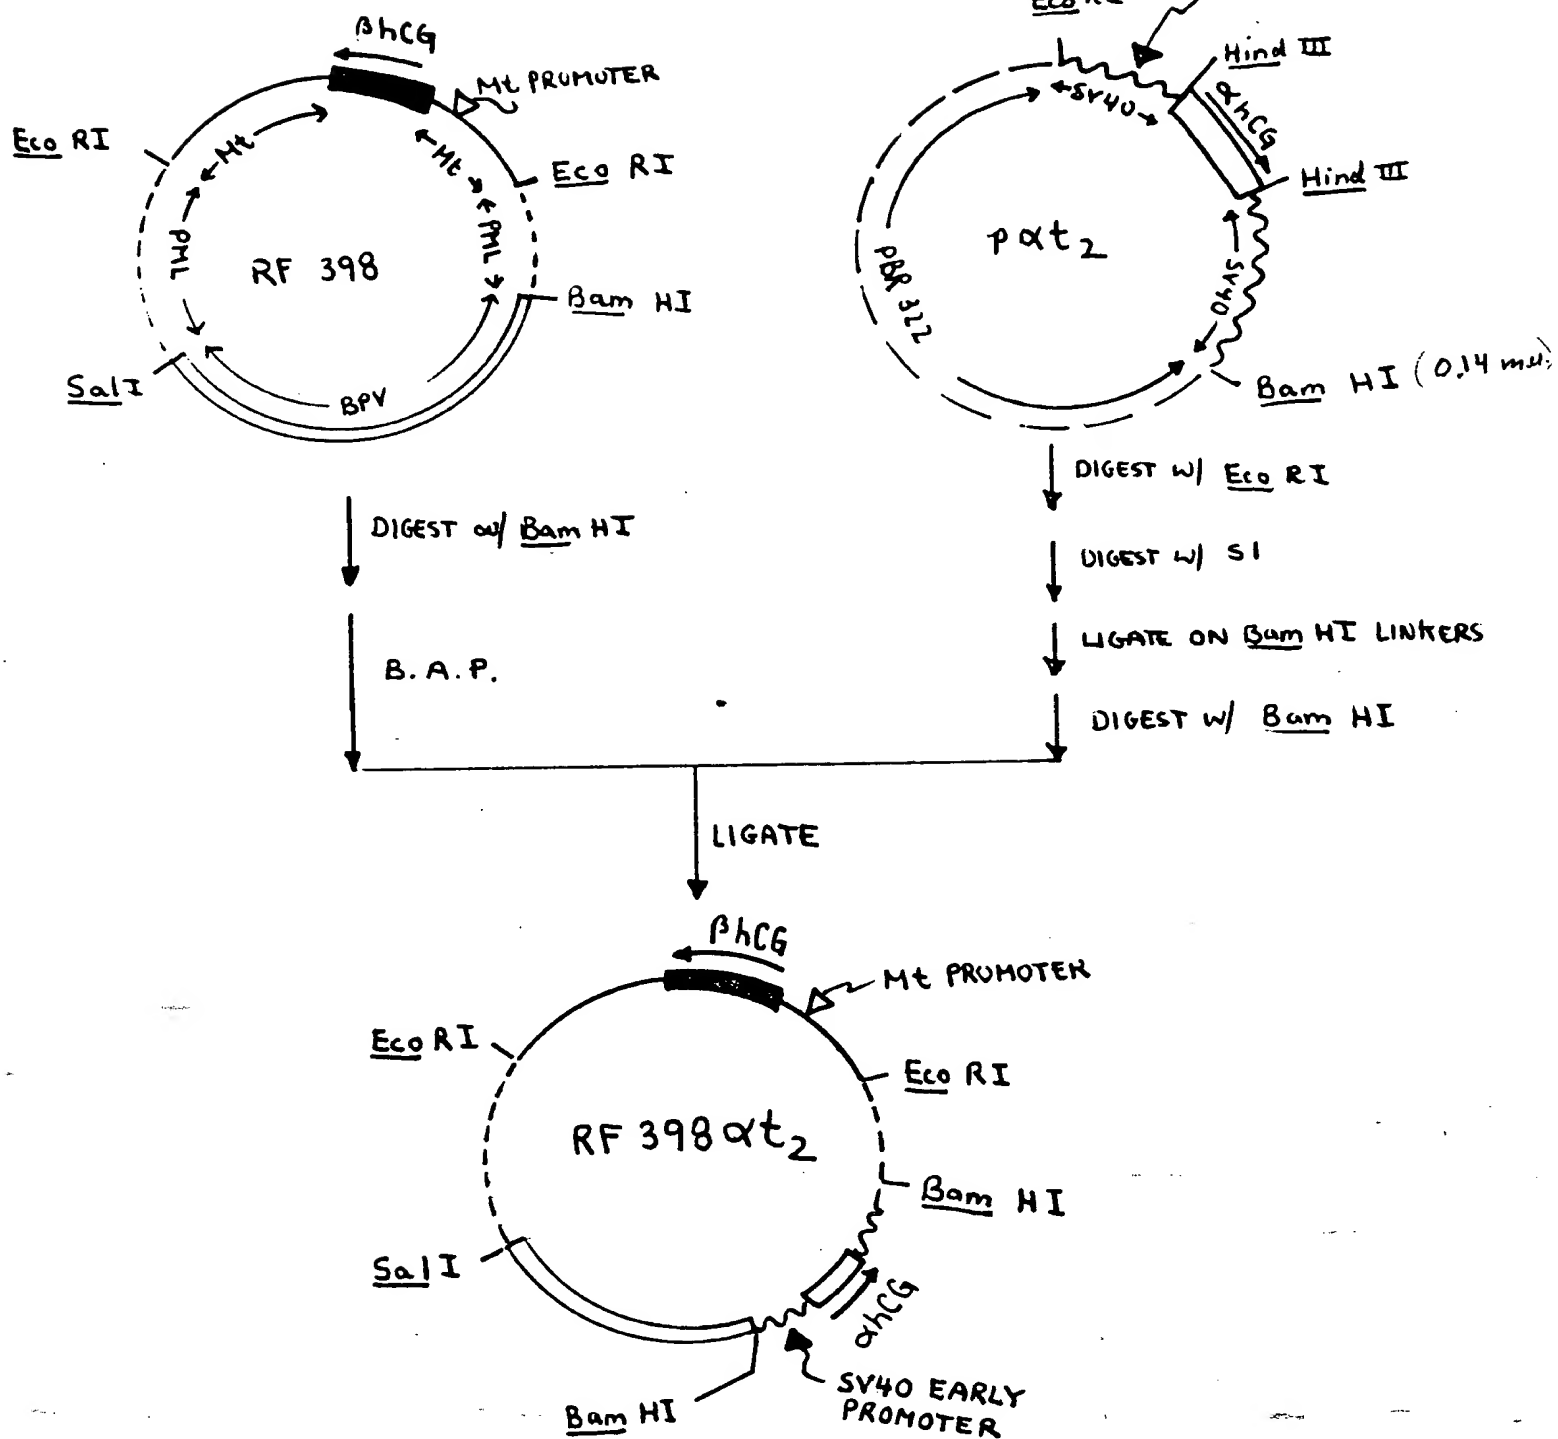 βhCG
Mt PROMOTER
Eco RI
Mt
Mt
Eco RI
PML
PML
RF 398
Bam HI
Sal I
BPV
Eco RI
Hind III
SV40
αhCG
Hind III
pαt2
pBR 322
SV40
Bam HI (0.14 m.u.)
DIGEST w/ Bam HI
B.A.P.
DIGEST W/ Eco RI
DIGEST W/ S1
LIGATE ON Bam HI LINKERS
DIGEST W/ Bam HI
LIGATE
βhCG
Mt PROMOTER
Eco RI
Eco RI
RF 398αt2
Bam HI
Sal I
αhCG
SV40 EARLY
PROMOTER
Bam HI